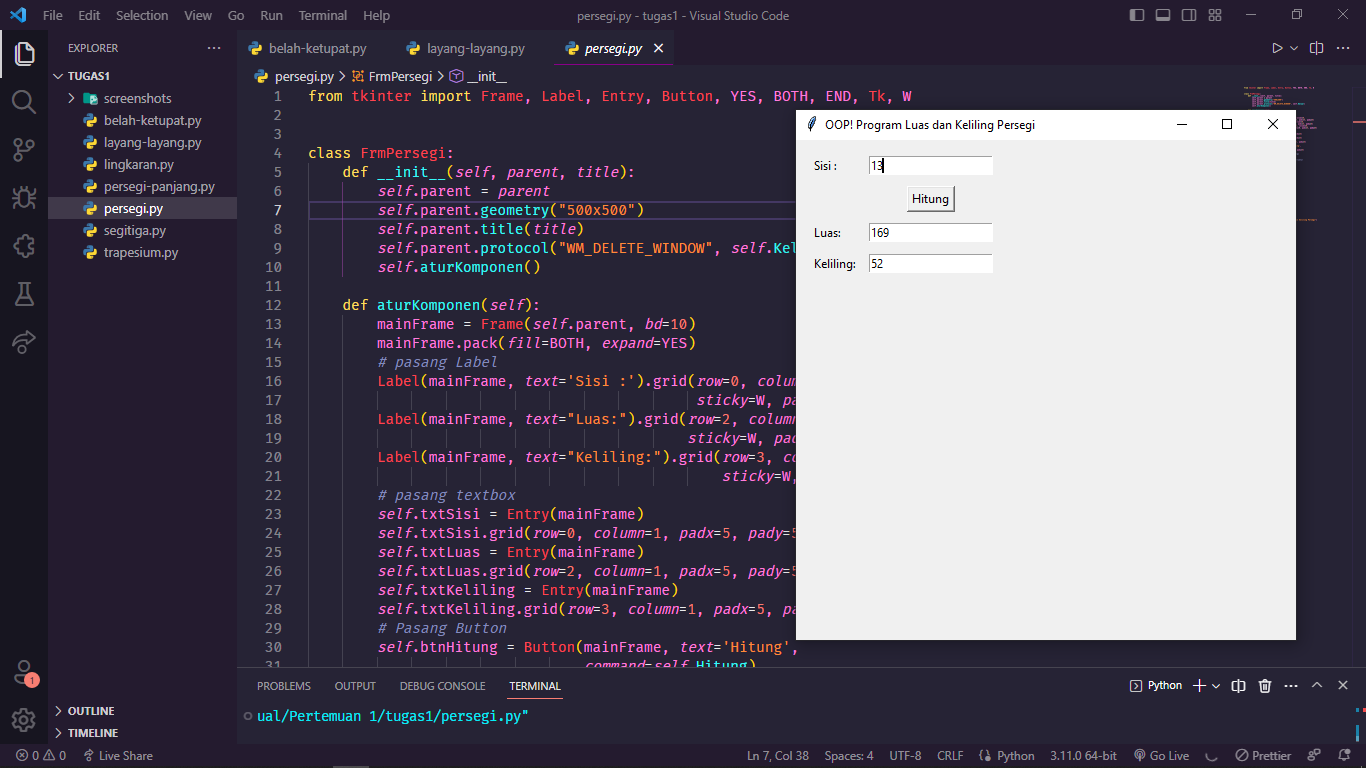 File Edit Selection View Go Run Terminal Help
persegi.py - tugas1 - Visual Studio Code
EXPLORER
TUGAS1
screenshots
belah-ketupat.py
layang-layang.py
lingkaran.py
persegi-panjang.py
persegi.py
segitiga.py
trapesium.py
OUTLINE
TIMELINE
belah-ketupat.py layang-layang.py persegi.py
persegi.py > FrmPersegi > __init__
1 from tkinter import Frame, Label, Entry, Button, YES, BOTH, END, Tk, W
2
3
4 class FrmPersegi:
5 def __init__(self, parent, title):
6 self.parent = parent
7 self.parent.geometry("500x500")
8 self.parent.title(title)
9 self.parent.protocol("WM_DELETE_WINDOW", self.Kel
10 self.aturKomponen()
11
12 def aturKomponen(self):
13 mainFrame = Frame(self.parent, bd=10)
14 mainFrame.pack(fill=BOTH, expand=YES)
15 # pasang Label
16 Label(mainFrame, text='Sisi :').grid(row=0, colum
17 sticky=W, pa
18 Label(mainFrame, text="Luas:").grid(row=2, column
19 sticky=W, pad
20 Label(mainFrame, text="Keliling:").grid(row=3, co
21 sticky=W,
22 # pasang textbox
23 self.txtSisi = Entry(mainFrame)
24 self.txtSisi.grid(row=0, column=1, padx=5, pady=5
25 self.txtLuas = Entry(mainFrame)
26 self.txtLuas.grid(row=2, column=1, padx=5, pady=5
27 self.txtKeliling = Entry(mainFrame)
28 self.txtKeliling.grid(row=3, column=1, padx=5, pa
29 # Pasang Button
30 self.btnHitung = Button(mainFrame, text='Hitung',
31 command=self.Hitung)
OOP! Program Luas dan Keliling Persegi
Sisi : 13
Hitung
Luas: 169
Keliling: 52
PROBLEMS OUTPUT DEBUG CONSOLE TERMINAL
Python
ual/Pertemuan 1/tugas1/persegi.py"
1
0 0 Live Share
Ln 7, Col 38 Spaces: 4 UTF-8 CRLF Python 3.11.0 64-bit Go Live Prettier